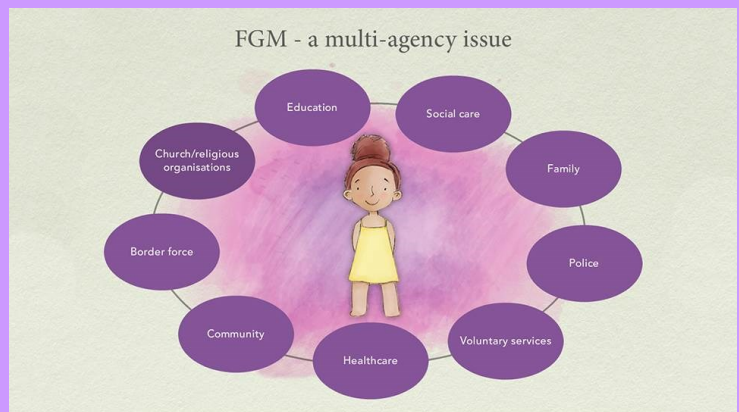 FGM - a multi-agency issue
Education
Social care
Family
Police
Voluntary services
Healthcare
Community
Border force
Church/religious
organisations